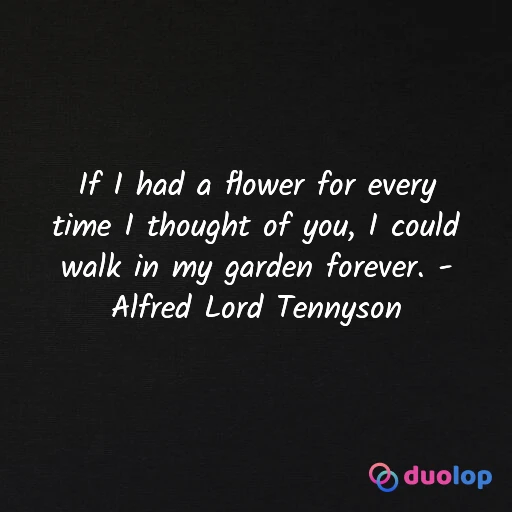 If I had a flower for every
time I thought of you, I could
walk in my garden forever. -
Alfred Lord Tennyson
duolop